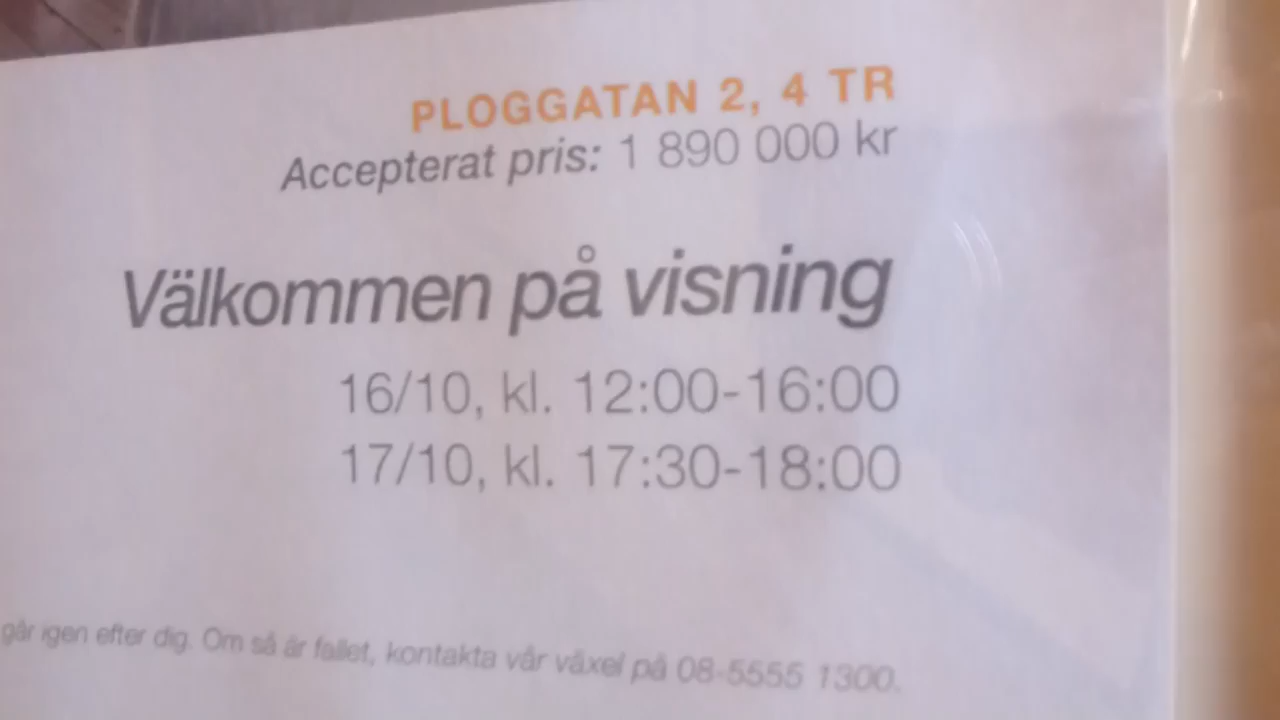 PLOGGATAN 2, 4 TR
Accepterat pris: 1 890 000 kr
Välkommen på visning
16/10, kl. 12:00-16:00
17/10, kl. 17:30-18:00
går igen efter dig. Om så är fallet, kontakta vår växel på 08-5555 1300.